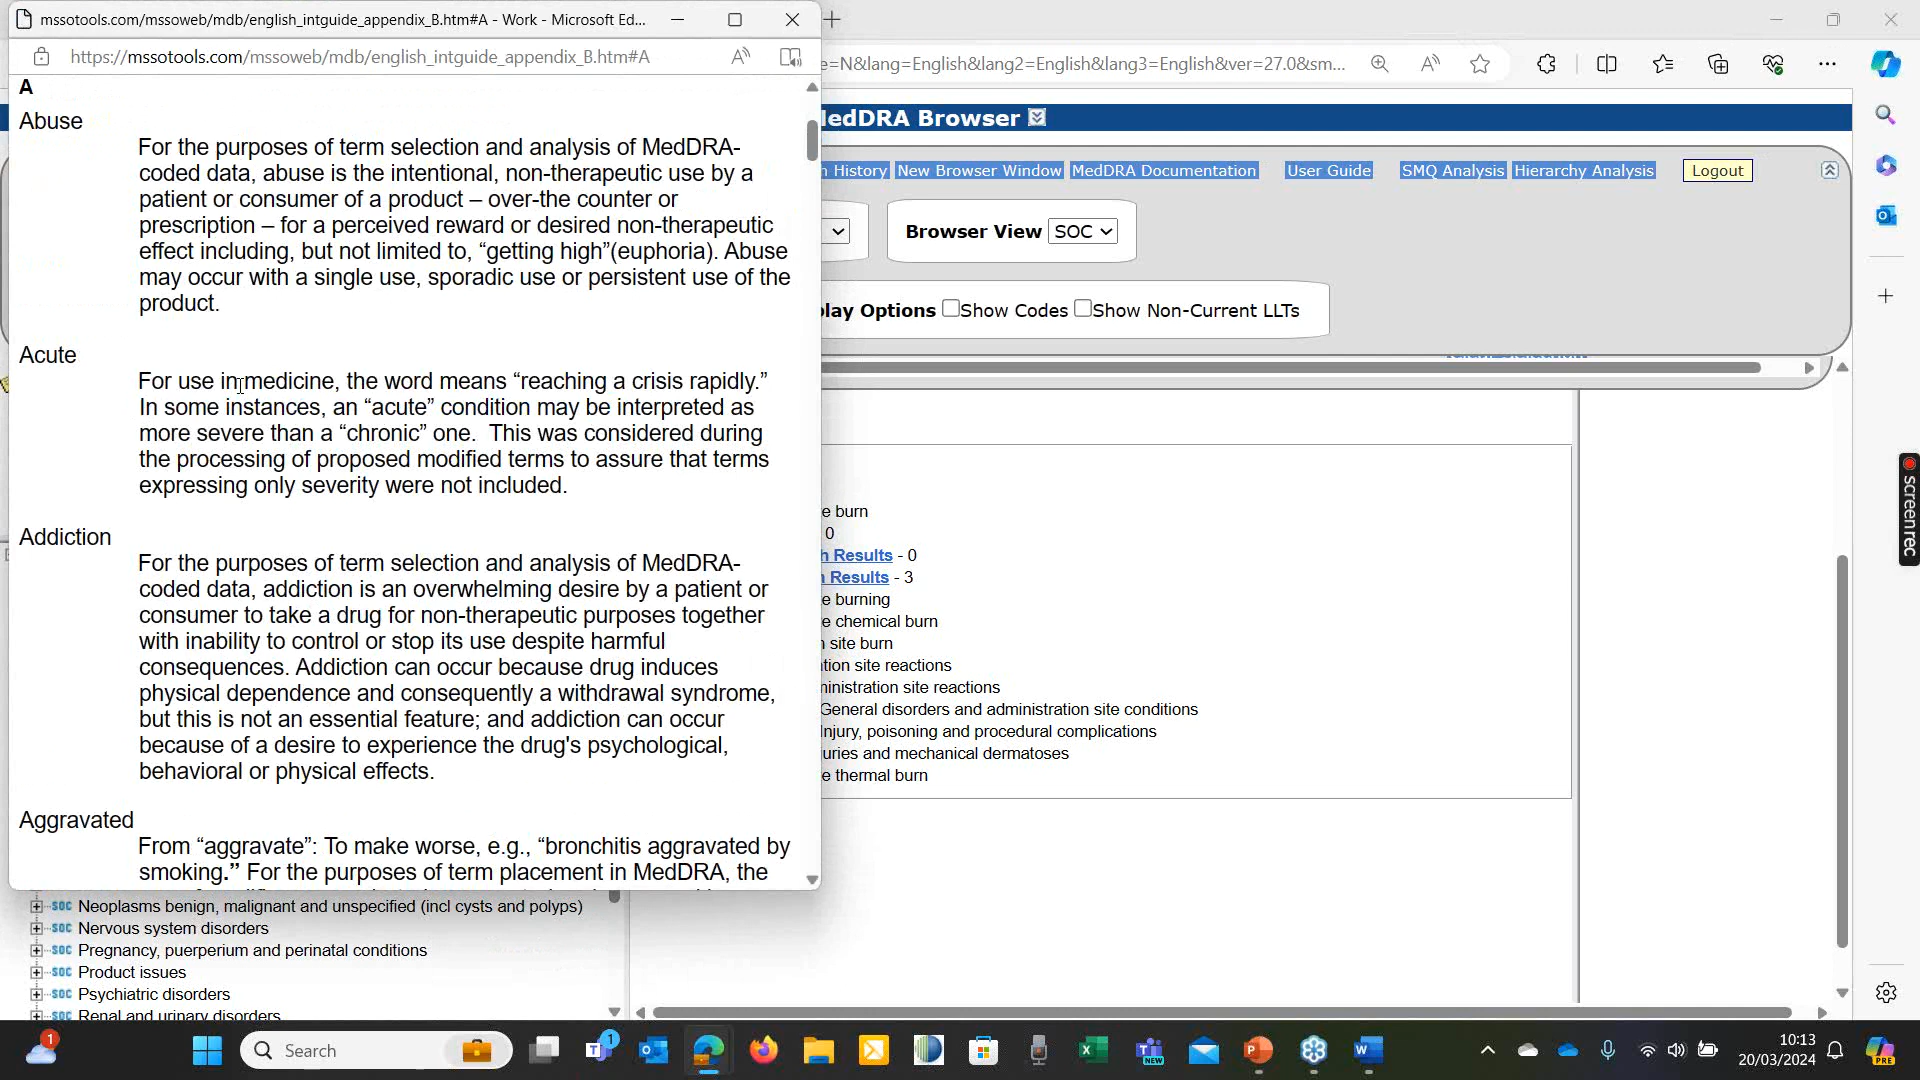 mssotools.com/mssoweb/mdb/english_intguide_appendix_B.htm#A - Work - Microsoft Ed...
https://mssotools.com/mssoweb/mdb/english_intguide_appendix_B.htm#A
A
Abuse
For the purposes of term selection and analysis of MedDRA-
coded data, abuse is the intentional, non-therapeutic use by a
patient or consumer of a product – over-the counter or
prescription – for a perceived reward or desired non-therapeutic
effect including, but not limited to, “getting high”(euphoria). Abuse
may occur with a single use, sporadic use or persistent use of the
product.
Acute
For use in medicine, the word means “reaching a crisis rapidly.”
In some instances, an “acute” condition may be interpreted as
more severe than a “chronic” one.  This was considered during
the processing of proposed modified terms to assure that terms
expressing only severity were not included.
Addiction
For the purposes of term selection and analysis of MedDRA-
coded data, addiction is an overwhelming desire by a patient or
consumer to take a drug for non-therapeutic purposes together
with inability to control or stop its use despite harmful
consequences. Addiction can occur because drug induces
physical dependence and consequently a withdrawal syndrome,
but this is not an essential feature; and addiction can occur
because of a desire to experience the drug's psychological,
behavioral or physical effects.
Aggravated
From “aggravate”: To make worse, e.g., “bronchitis aggravated by
smoking.” For the purposes of term placement in MedDRA, the
e=N&lang=English&lang2=English&lang3=English&ver=27.0&sm...
edDRA Browser
History New Browser Window MedDRA Documentation User Guide SMQ Analysis Hierarchy Analysis Logout
Browser View SOC
lay Options Show Codes Show Non-Current LLTs
e burn
0
h Results - 0
n Results - 3
e burning
e chemical burn
site burn
tion site reactions
ministration site reactions
General disorders and administration site conditions
Injury, poisoning and procedural complications
uries and mechanical dermatoses
e thermal burn
SOC Neoplasms benign, malignant and unspecified (incl cysts and polyps)
SOC Nervous system disorders
SOC Pregnancy, puerperium and perinatal conditions
SOC Product issues
SOC Psychiatric disorders
SOC Renal and urinary disorders
screenrec
1
Search
1
NEW
10:13
20/03/2024
PRE